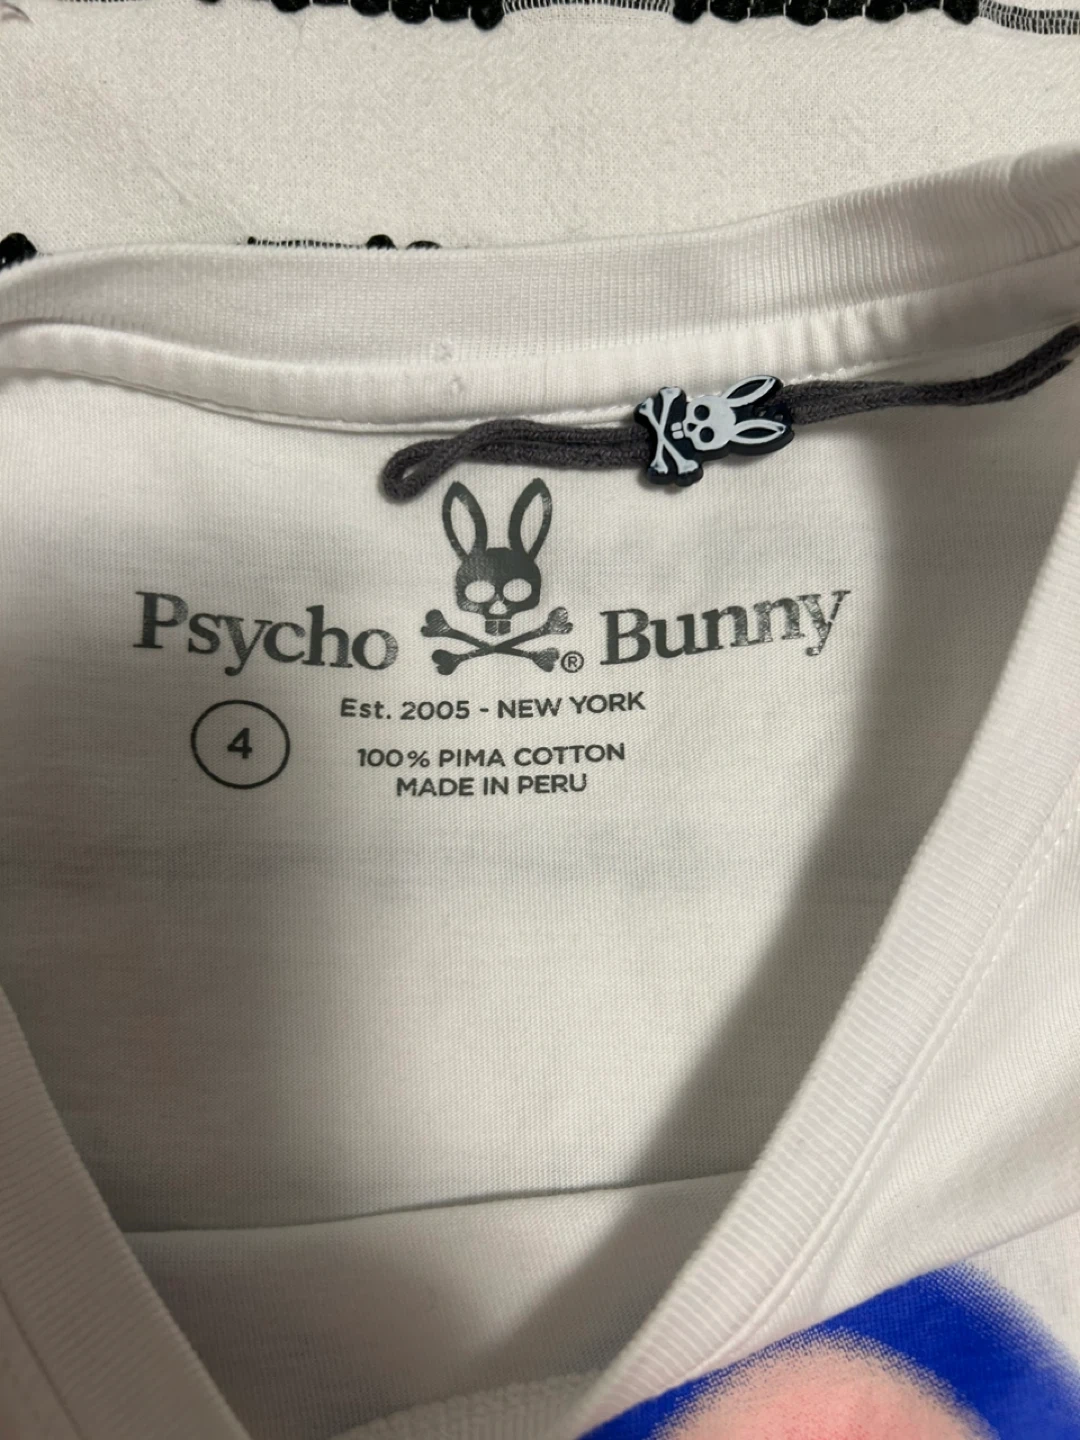 Psycho Bunny®
Est. 2005 - NEW YORK
4
100% PIMA COTTON
MADE IN PERU